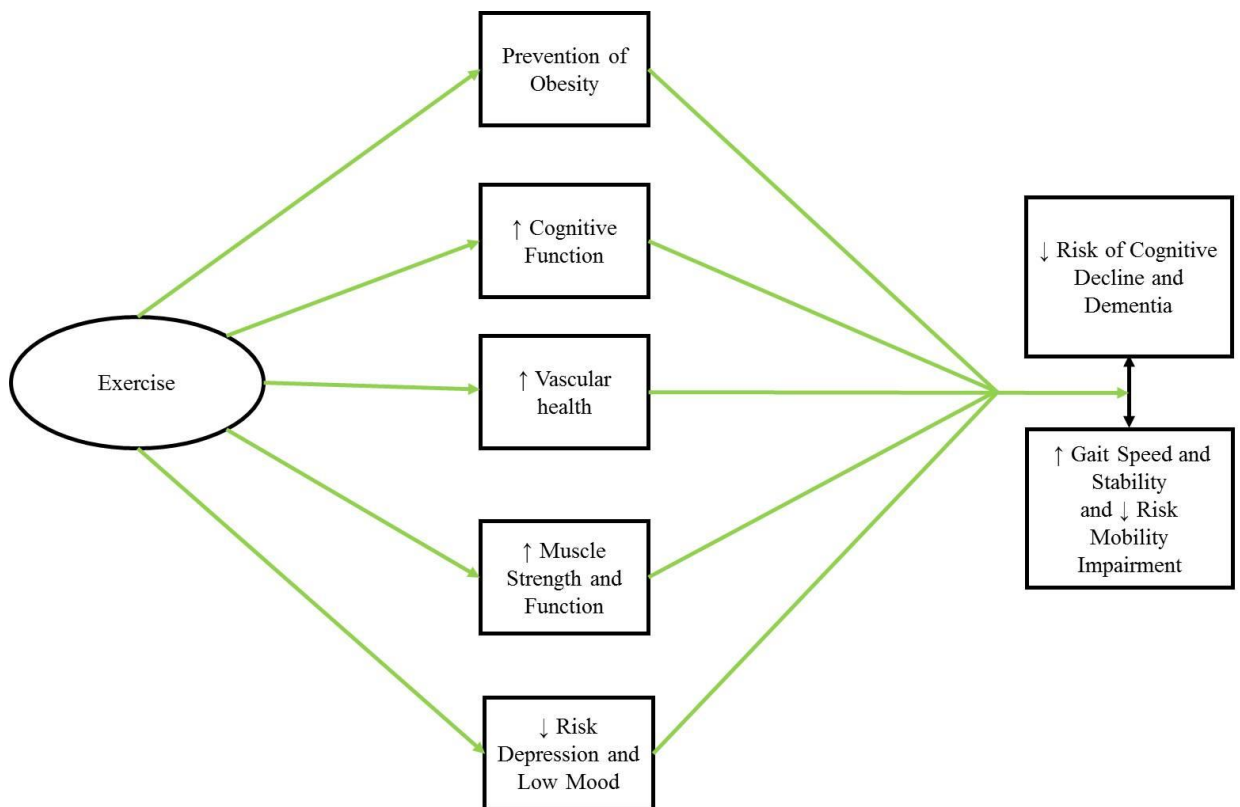 Prevention of
Obesity
↑ Cognitive
Function
↓ Risk of Cognitive
Decline and
Dementia
Exercise
↑ Vascular
health
↑ Gait Speed and
Stability
and ↓ Risk
Mobility
Impairment
↑ Muscle
Strength and
Function
↓ Risk
Depression and
Low Mood